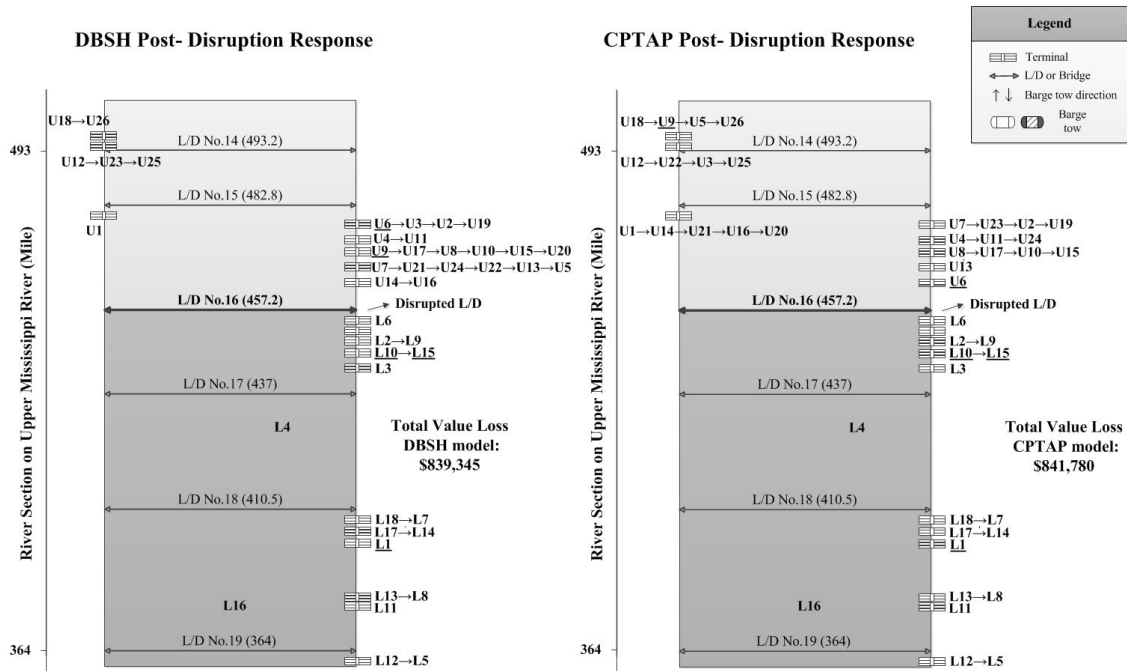 DBSH Post- Disruption Response
CPTAP Post- Disruption Response
Legend
Terminal
L/D or Bridge
Barge tow direction
Barge
tow
River Section on Upper Mississippi River (Mile)
493
364
U18→U26
L/D No.14 (493.2)
U12→U23→U25
L/D No.15 (482.8)
U1
U6→U3→U2→U19
U4→U11
U9→U17→U8→U10→U15→U20
U7→U21→U24→U22→U13→U5
U14→U16
L/D No.16 (457.2)
Disrupted L/D
L6
L2→L9
L10→L15
L3
L/D No.17 (437)
L4
Total Value Loss
DBSH model:
$839,345
L/D No.18 (410.5)
L18→L7
L17→L14
L1
L13→L8
L16
L11
L/D No.19 (364)
L12→L5
River Section on Upper Mississippi River (Mile)
493
364
U18→U9→U5→U26
L/D No.14 (493.2)
U12→U22→U3→U25
L/D No.15 (482.8)
U1→U14→U21→U16→U20
U7→U23→U2→U19
U4→U11→U24
U8→U17→U10→U15
U13
U6
L/D No.16 (457.2)
Disrupted L/D
L6
L2→L9
L10→L15
L3
L/D No.17 (437)
L4
Total Value Loss
CPTAP model:
$841,780
L/D No.18 (410.5)
L18→L7
L17→L14
L1
L13→L8
L16
L11
L/D No.19 (364)
L12→L5